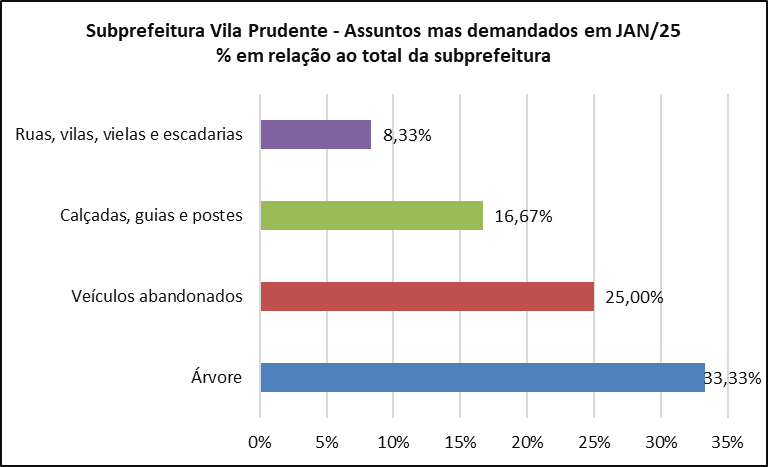 Subprefeitura Vila Prudente - Assuntos mas demandados em JAN/25
% em relação ao total da subprefeitura
Ruas, vilas, vielas e escadarias 8,33%
Calçadas, guias e postes 16,67%
Veículos abandonados 25,00%
Árvore 33,33%
0% 5% 10% 15% 20% 25% 30% 35%